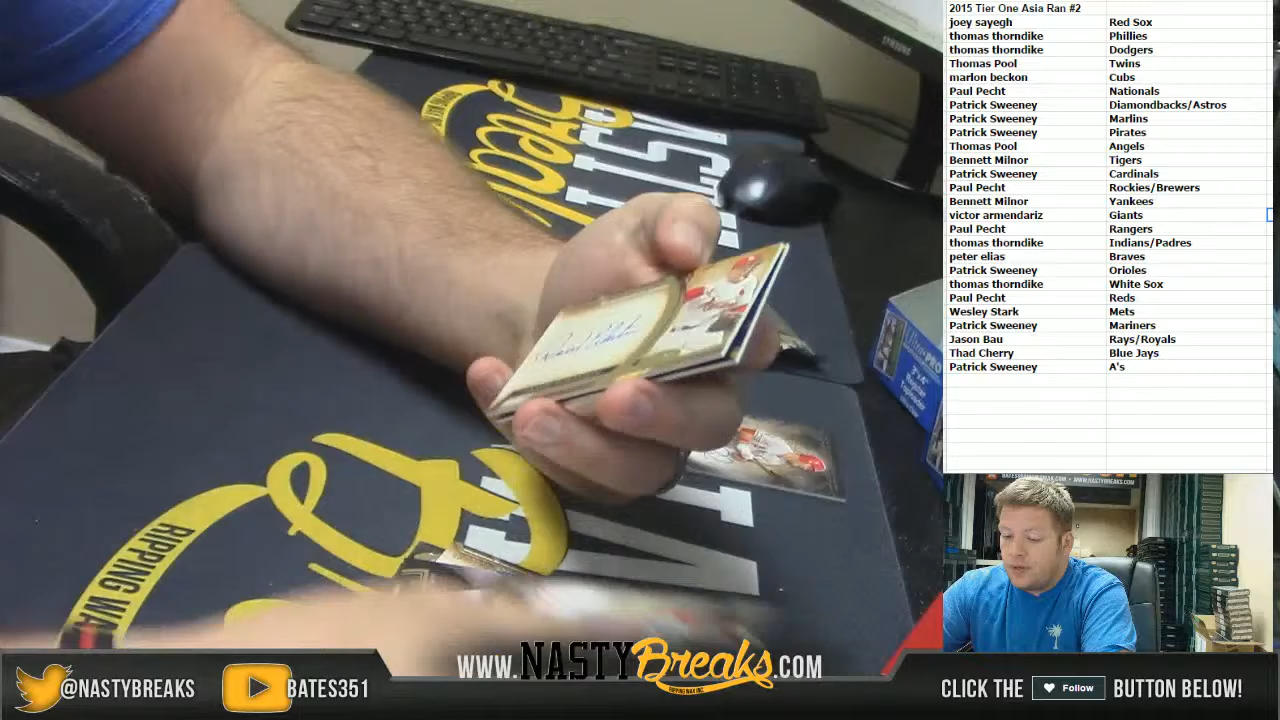 2015 Tier One Asia Ran #2
joey sayegh Red Sox
thomas thorndike Phillies
thomas thorndike Dodgers
Thomas Pool Twins
marlon beckon Cubs
Paul Pecht Nationals
Patrick Sweeney Diamondbacks/Astros
Patrick Sweeney Marlins
Patrick Sweeney Pirates
Thomas Pool Angels
Bennett Milnor Tigers
Patrick Sweeney Cardinals
Paul Pecht Rockies/Brewers
Bennett Milnor Yankees
victor armendariz Giants
Paul Pecht Rangers
thomas thorndike Indians/Padres
peter elias Braves
Patrick Sweeney Orioles
thomas thorndike White Sox
Paul Pecht Reds
Wesley Stark Mets
Patrick Sweeney Mariners
Jason Bau Rays/Royals
Thad Cherry Blue Jays
Patrick Sweeney A's
SAMSUNG
RIPPING WA
WWW.NASTYBreaks.COM
RIPPING WAX INC.
@NASTYBREAKS
BATES351
CLICK THE Follow BUTTON BELOW!